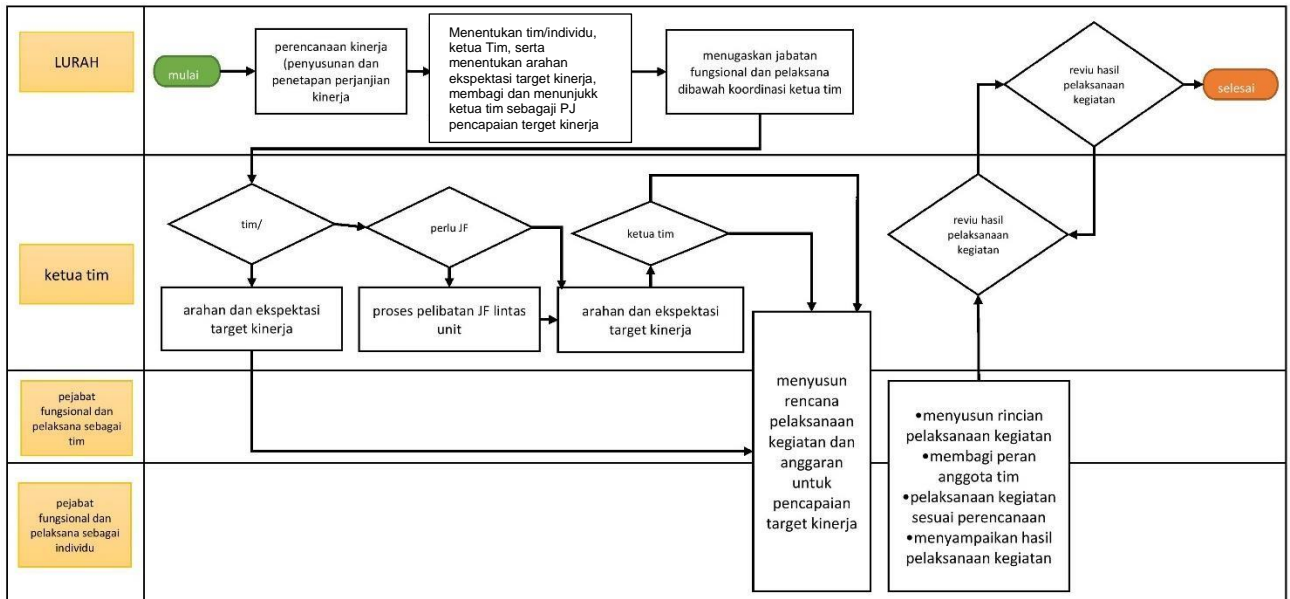 LURAH
mulai
perencanaan kinerja
(penyusunan dan
penetapan perjanjian
kinerja
Menentukan tim/individu,
ketua Tim, serta
menentukan arahan
ekspektasi target kinerja,
membagi dan menunjukk
ketua tim sebagaji PJ
pencapaian terget kinerja
menugaskan jabatan
fungsional dan pelaksana
dibawah koordinasi ketua tim
reviu hasil
pelaksanaan
kegiatan
selesai
ketua tim
tim/
perlu JF
ketua tim
reviu hasil
pelaksanaan
kegiatan
arahan dan ekspektasi
target kinerja
proses pelibatan JF lintas
unit
arahan dan ekspektasi
target kinerja
menyusun
rencana
pelaksanaan
kegiatan dan
anggaran
untuk
pencapaian
target kinerja
•menyusun rincian
pelaksanaan kegiatan
•membagi peran
anggota tim
•pelaksanaan kegiatan
sesuai perencanaan
•menyampaikan hasil
pelaksanaan kegiatan
pejabat
fungsional dan
pelaksana sebagai
tim
pejabat
fungsional dan
pelaksana sebagai
individu